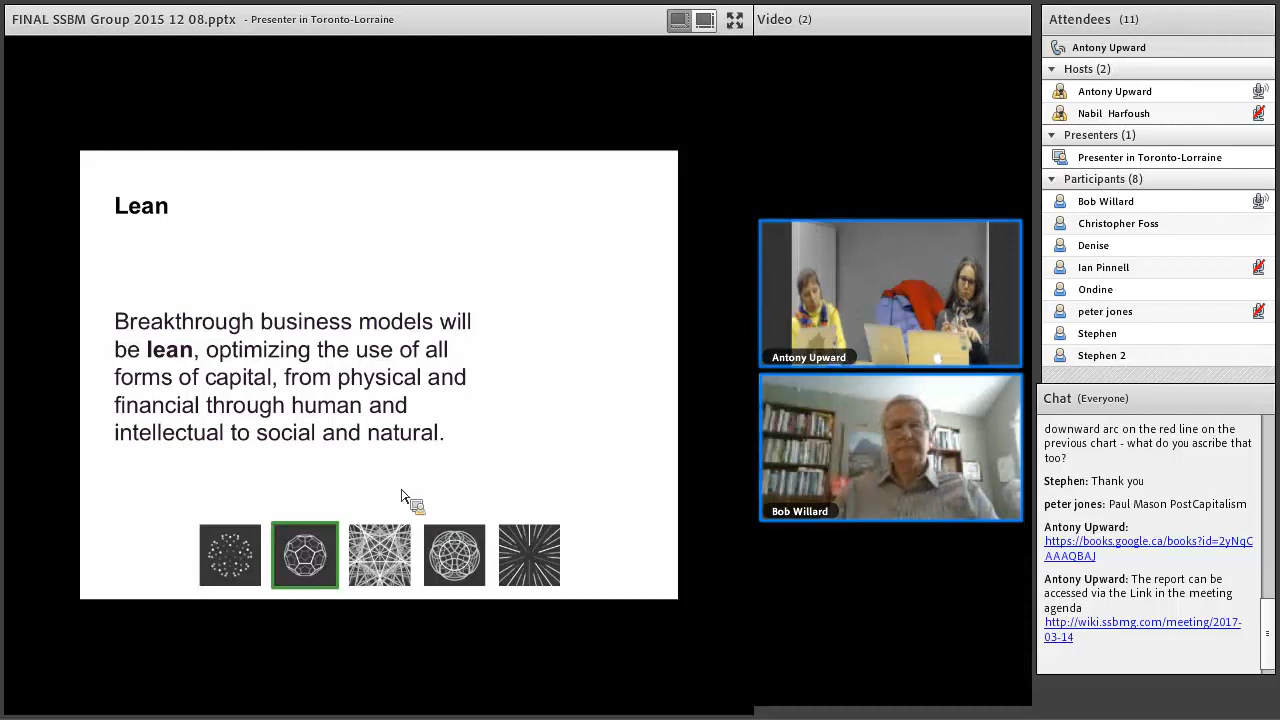 FINAL SSBM Group 2015 12 08.pptx - Presenter in Toronto-Lorraine
Lean
Breakthrough business models will
be lean, optimizing the use of all
forms of capital, from physical and
financial through human and
intellectual to social and natural.
Video (2)
Antony Upward
Bob Willard
Attendees (11)
Antony Upward
Hosts (2)
Antony Upward
Nabil Harfoush
Presenters (1)
Presenter in Toronto-Lorraine
Participants (8)
Bob Willard
Christopher Foss
Denise
Ian Pinnell
Ondine
peter jones
Stephen
Stephen 2
Chat (Everyone)
downward arc on the red line on the
previous chart - what do you ascribe that
too?
Stephen: Thank you
peter jones: Paul Mason PostCapitalism
Antony Upward:
https://books.google.ca/books?id=2yNqC
AAAQBAJ
Antony Upward: The report can be
accessed via the Link in the meeting
agenda
http://wiki.ssbmg.com/meeting/2017-
03-14